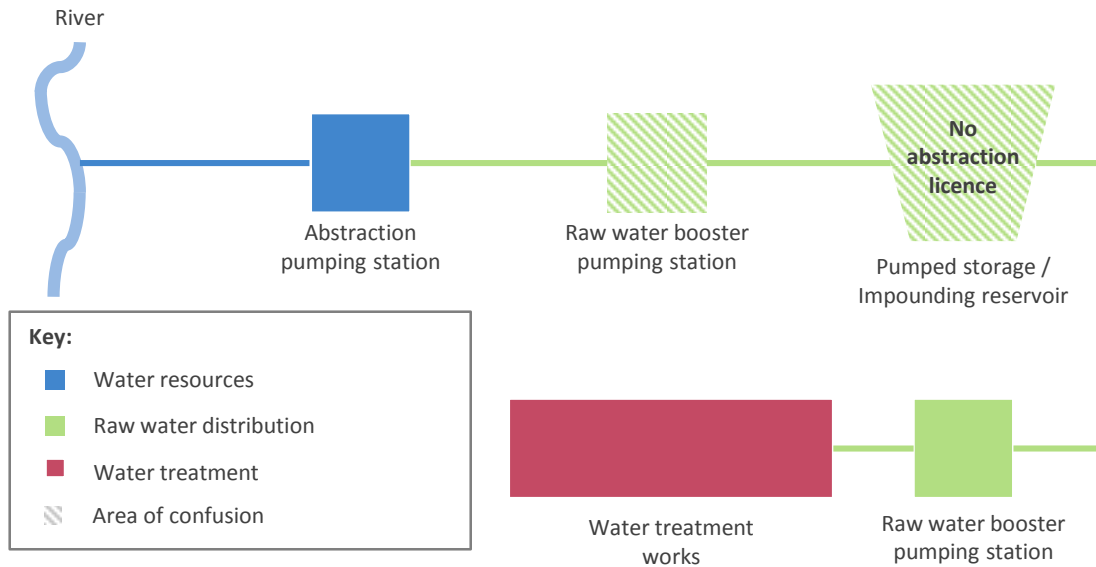 River
No
abstraction
licence
Abstraction
pumping station
Raw water booster
pumping station
Pumped storage /
Impounding reservoir
Key:
Water resources
Raw water distribution
Water treatment
Area of confusion
Water treatment
works
Raw water booster
pumping station